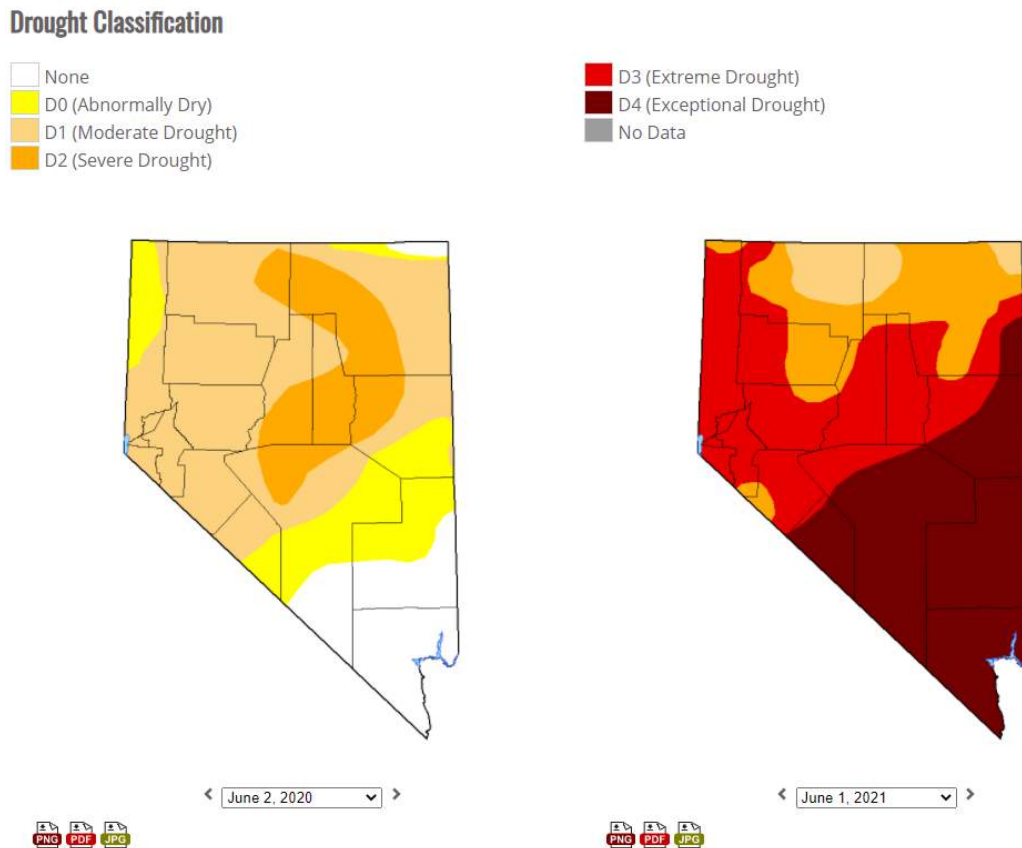 Drought Classification
None
D0 (Abnormally Dry)
D1 (Moderate Drought)
D2 (Severe Drought)
D3 (Extreme Drought)
D4 (Exceptional Drought)
No Data
June 2, 2020
June 1, 2021
PNG PDF JPG
PNG PDF JPG